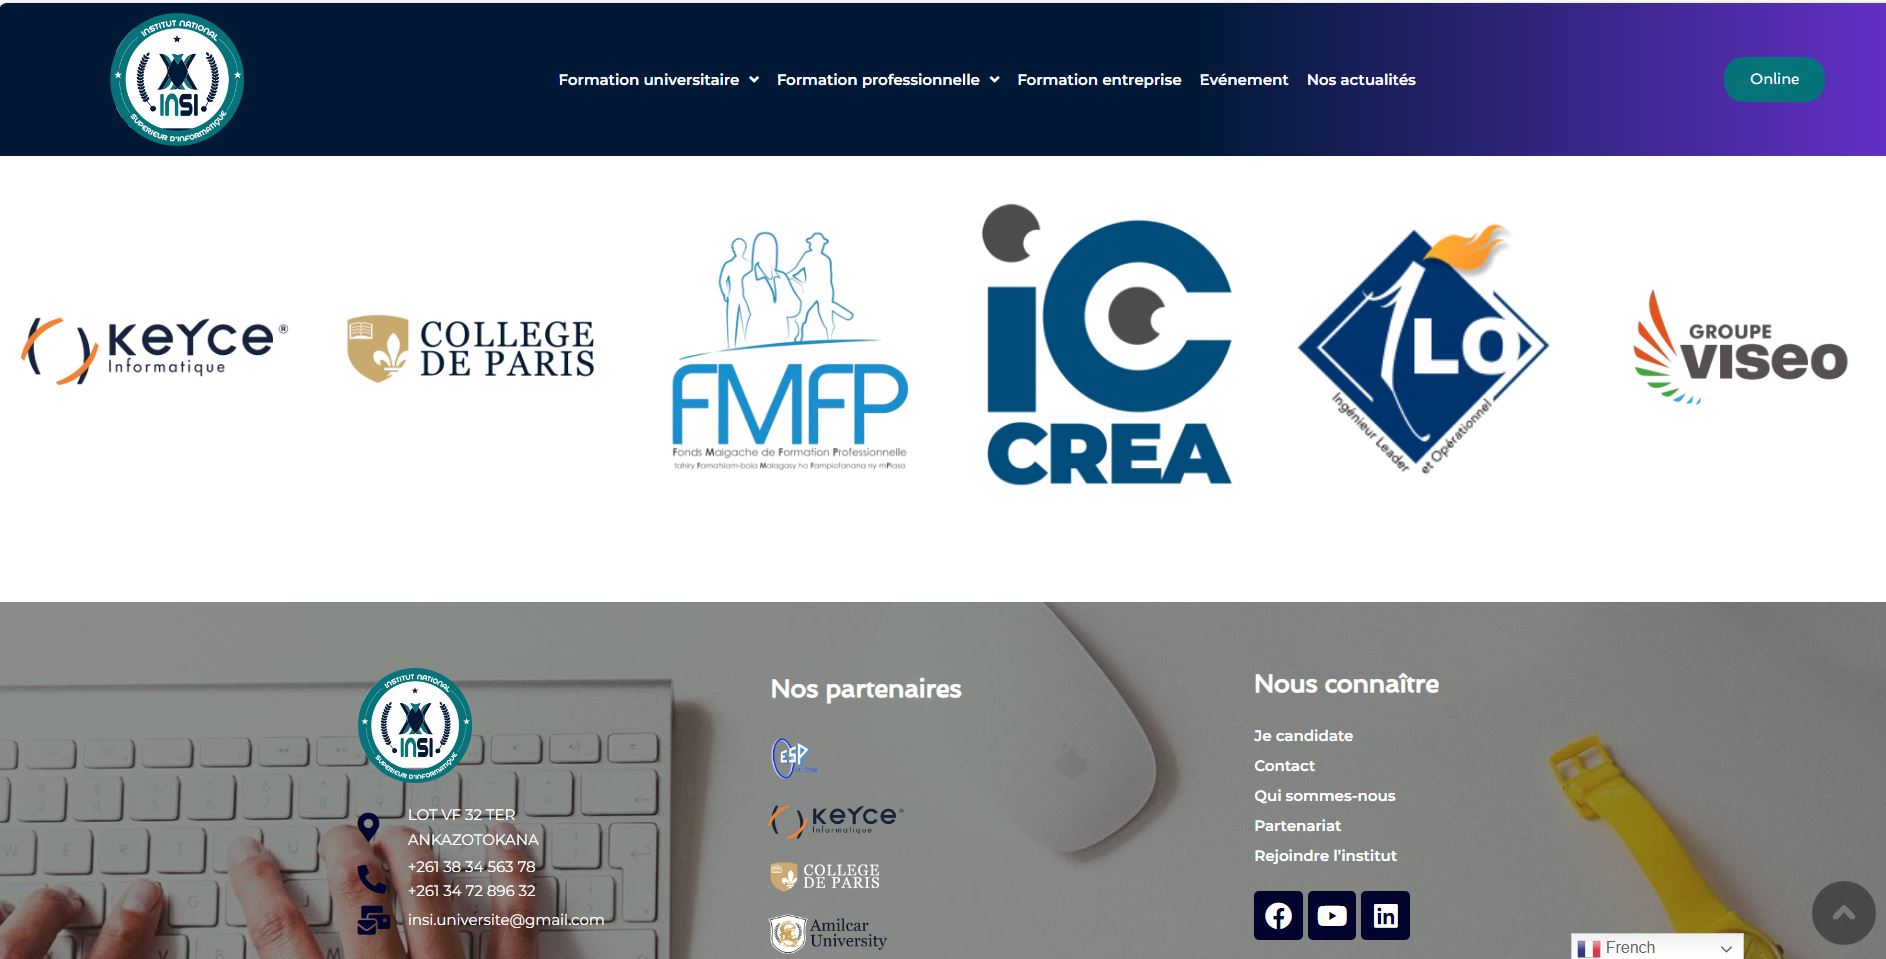 INSTITUT NATIONAL
INSI
SUPERIEUR D'INFORMATIQUE
Formation universitaire
Formation professionnelle
Formation entreprise
Evénement
Nos actualités
Online
KEYCE®
Informatique
COLLEGE
DE PARIS
FMFP
Fonds Malgache de Formation Professionnelle
Tahiry Famatsiam-bola Malagasy ho Fampiofanana ny mPiasa
iC
CREA
ILO
Ingénieur Leader
et Opérationnel
GROUPE
VISEO
INSTITUT NATIONAL
INSI
SUPERIEUR D'INFORMATIQUE
LOT VF 32 TER
ANKAZOTOKANA
+261 38 34 563 78
+261 34 72 896 32
insi.universite@gmail.com
Nos partenaires
ESP
KEYCE®
Informatique
COLLEGE
DE PARIS
Amilcar
University
Nous connaître
Je candidate
Contact
Qui sommes-nous
Partenariat
Rejoindre l'institut
French